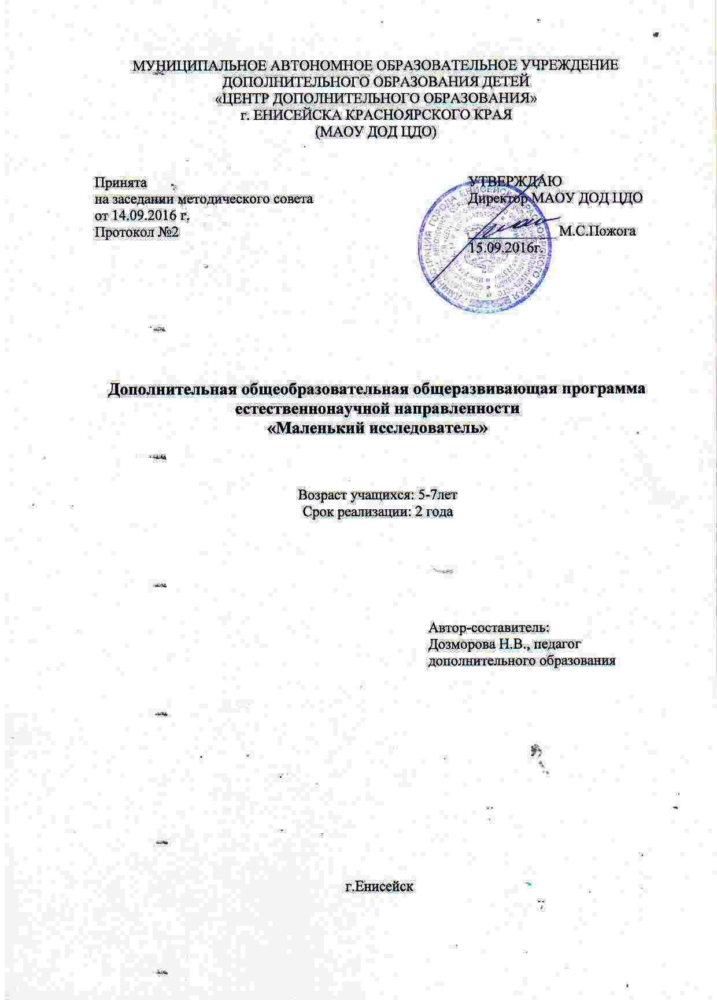 МУНИЦИПАЛЬНОЕ АВТОНОМНОЕ ОБРАЗОВАТЕЛЬНОЕ УЧРЕЖДЕНИЕ
ДОПОЛНИТЕЛЬНОГО ОБРАЗОВАНИЯ ДЕТЕЙ
«ЦЕНТР ДОПОЛНИТЕЛЬНОГО ОБРАЗОВАНИЯ»
г. ЕНИСЕЙСКА КРАСНОЯРСКОГО КРАЯ
(МАОУ ДОД ЦДО)
Принята
на заседании методического совета
от 14.09.2016 г.
Протокол №2
УТВЕРЖДАЮ
Директор МАОУ ДОД ЦДО
М.С.Пожога
15.09.2016г.
Дополнительная общеобразовательная общеразвивающая программа
естественнонаучной направленности
«Маленький исследователь»
Возраст учащихся: 5-7лет
Срок реализации: 2 года
Автор-составитель:
Дозморова Н.В., педагог
дополнительного образования
г.Енисейск